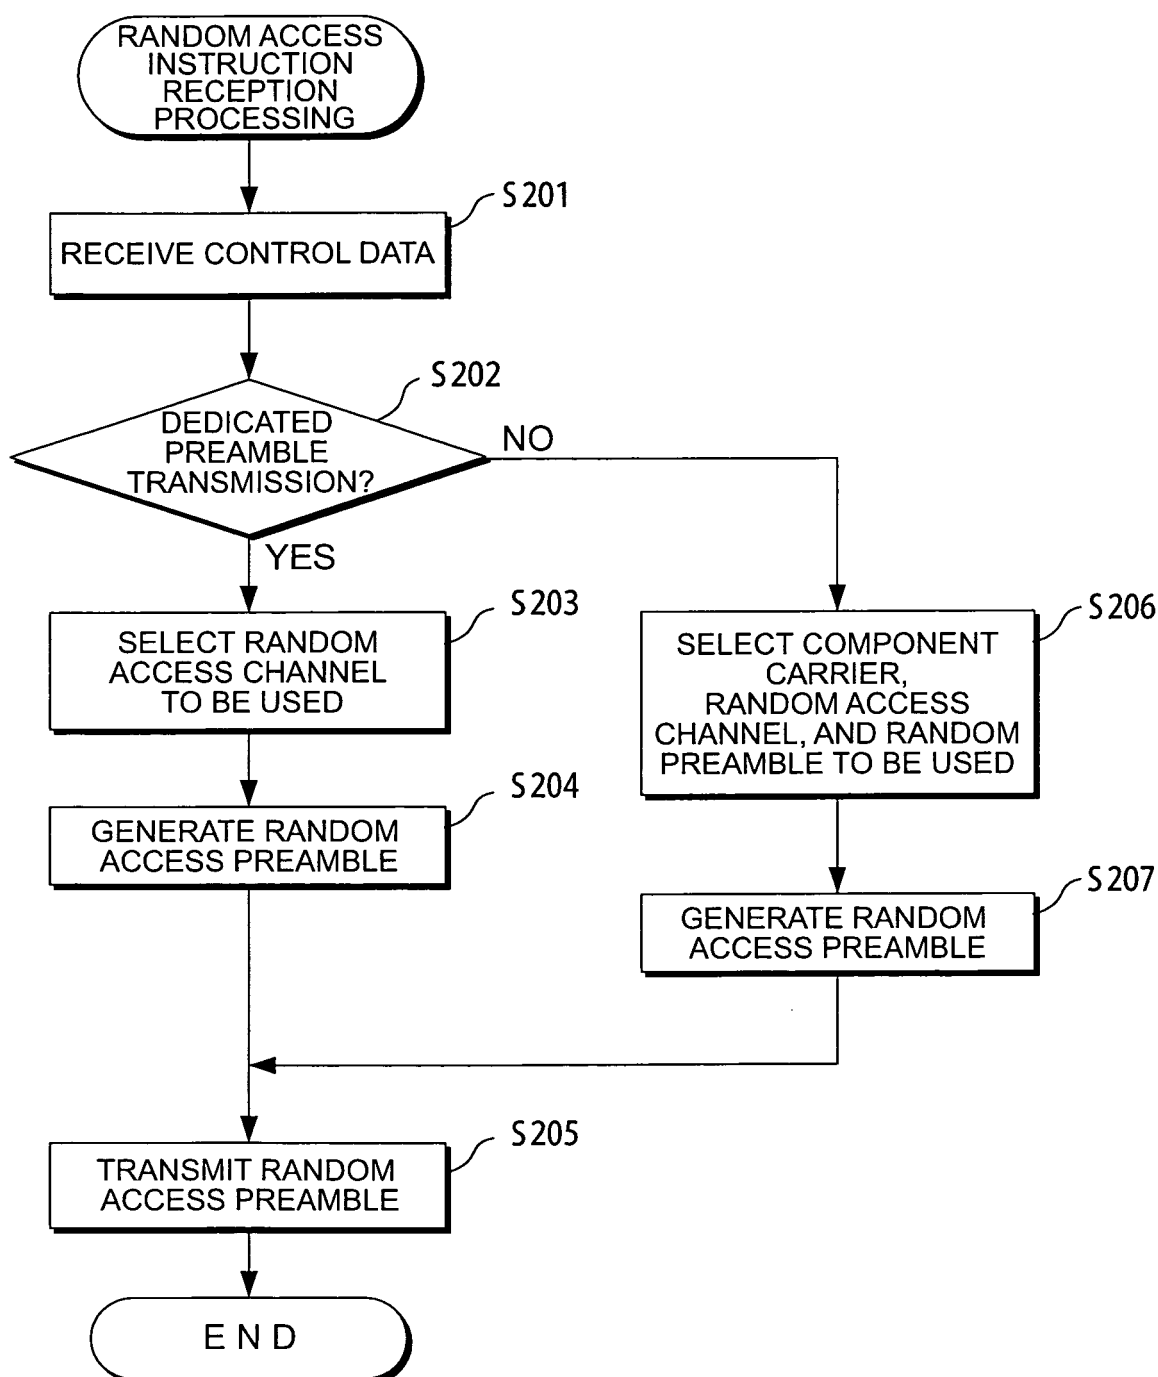 RANDOM ACCESS
INSTRUCTION
RECEPTION
PROCESSING
S201
RECEIVE CONTROL DATA
S202
DEDICATED
PREAMBLE
TRANSMISSION?
NO
YES
S203
SELECT RANDOM
ACCESS CHANNEL
TO BE USED
S206
SELECT COMPONENT
CARRIER,
RANDOM ACCESS
CHANNEL, AND RANDOM
PREAMBLE TO BE USED
S204
GENERATE RANDOM
ACCESS PREAMBLE
S207
GENERATE RANDOM
ACCESS PREAMBLE
S205
TRANSMIT RANDOM
ACCESS PREAMBLE
END